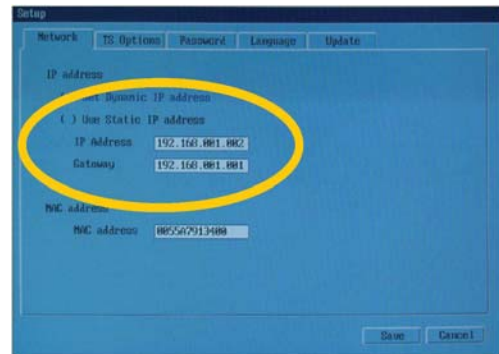 Setup
Network TS Options Password Language Update
IP address
Get Dynamic IP address
( ) Use Static IP address
IP Address 192.168.001.002
Gateway 192.168.001.001
MAC address
MAC address 0055A7913400
Save Cancel